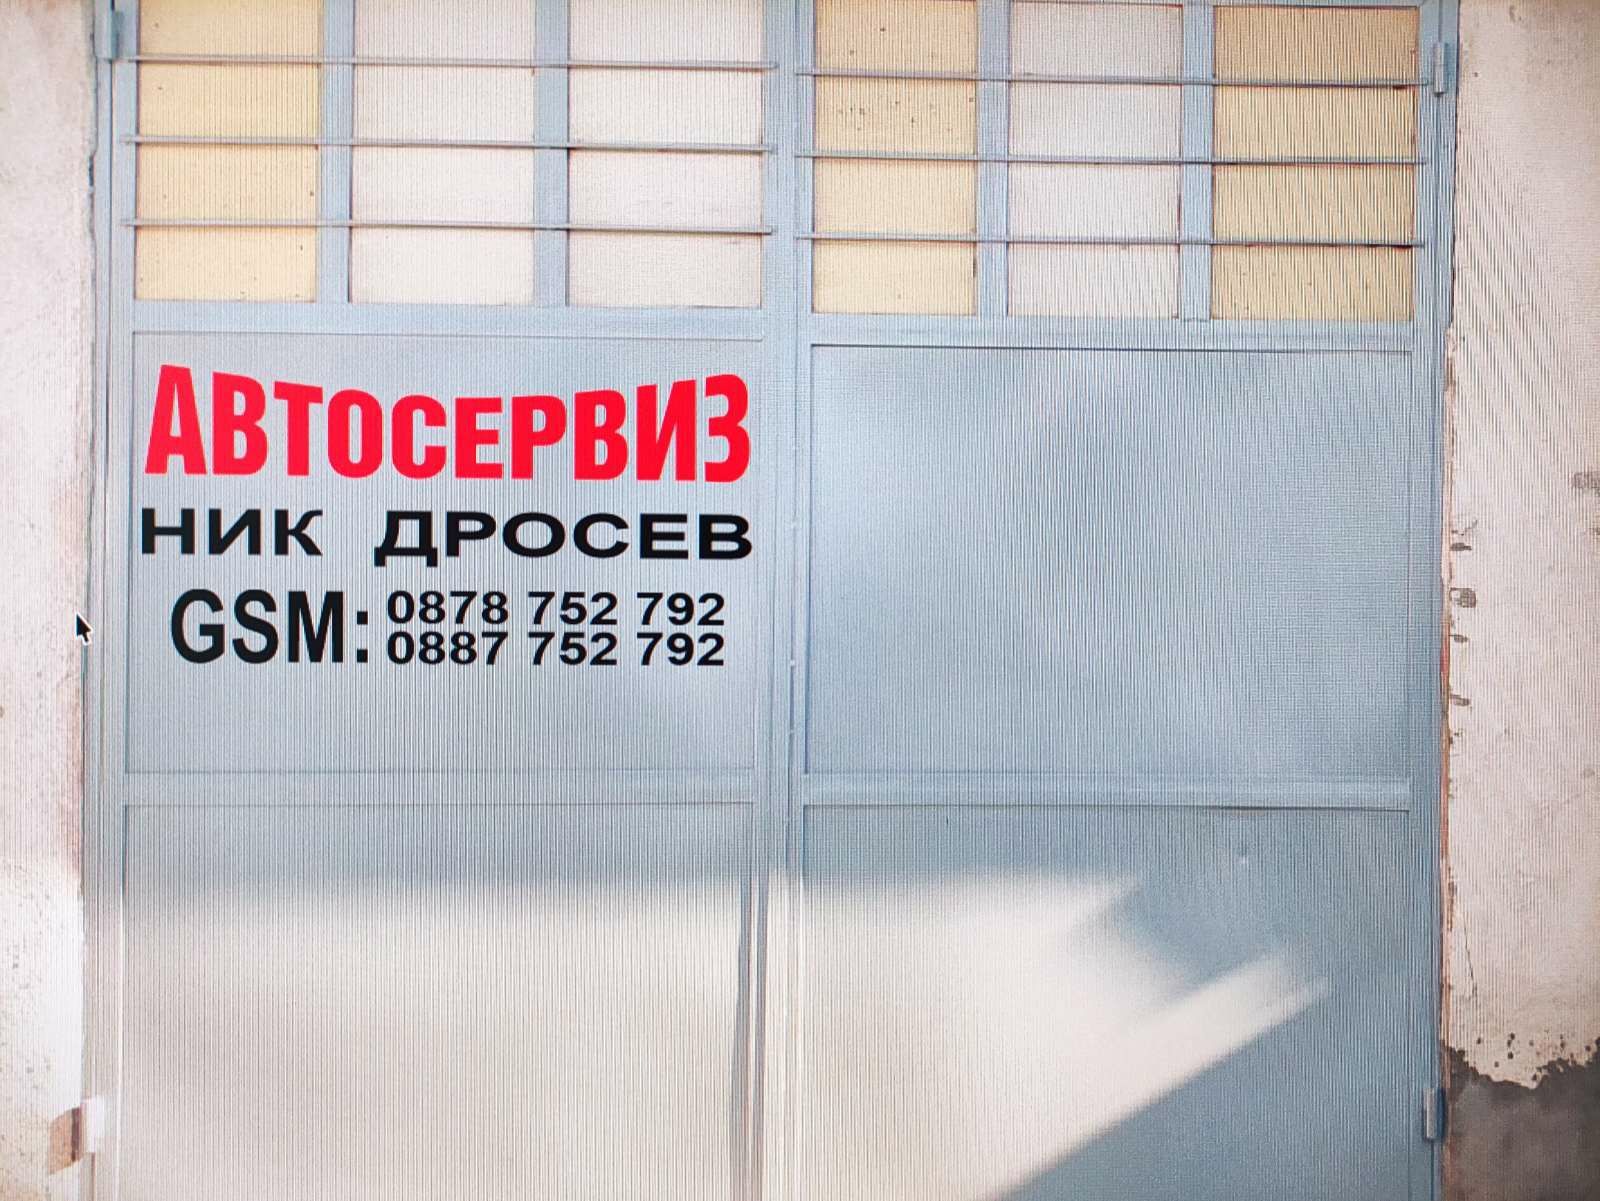 АВТОСЕРВИЗ
НИК ДРОСЕВ
GSM: 0878 752 792
0887 752 792